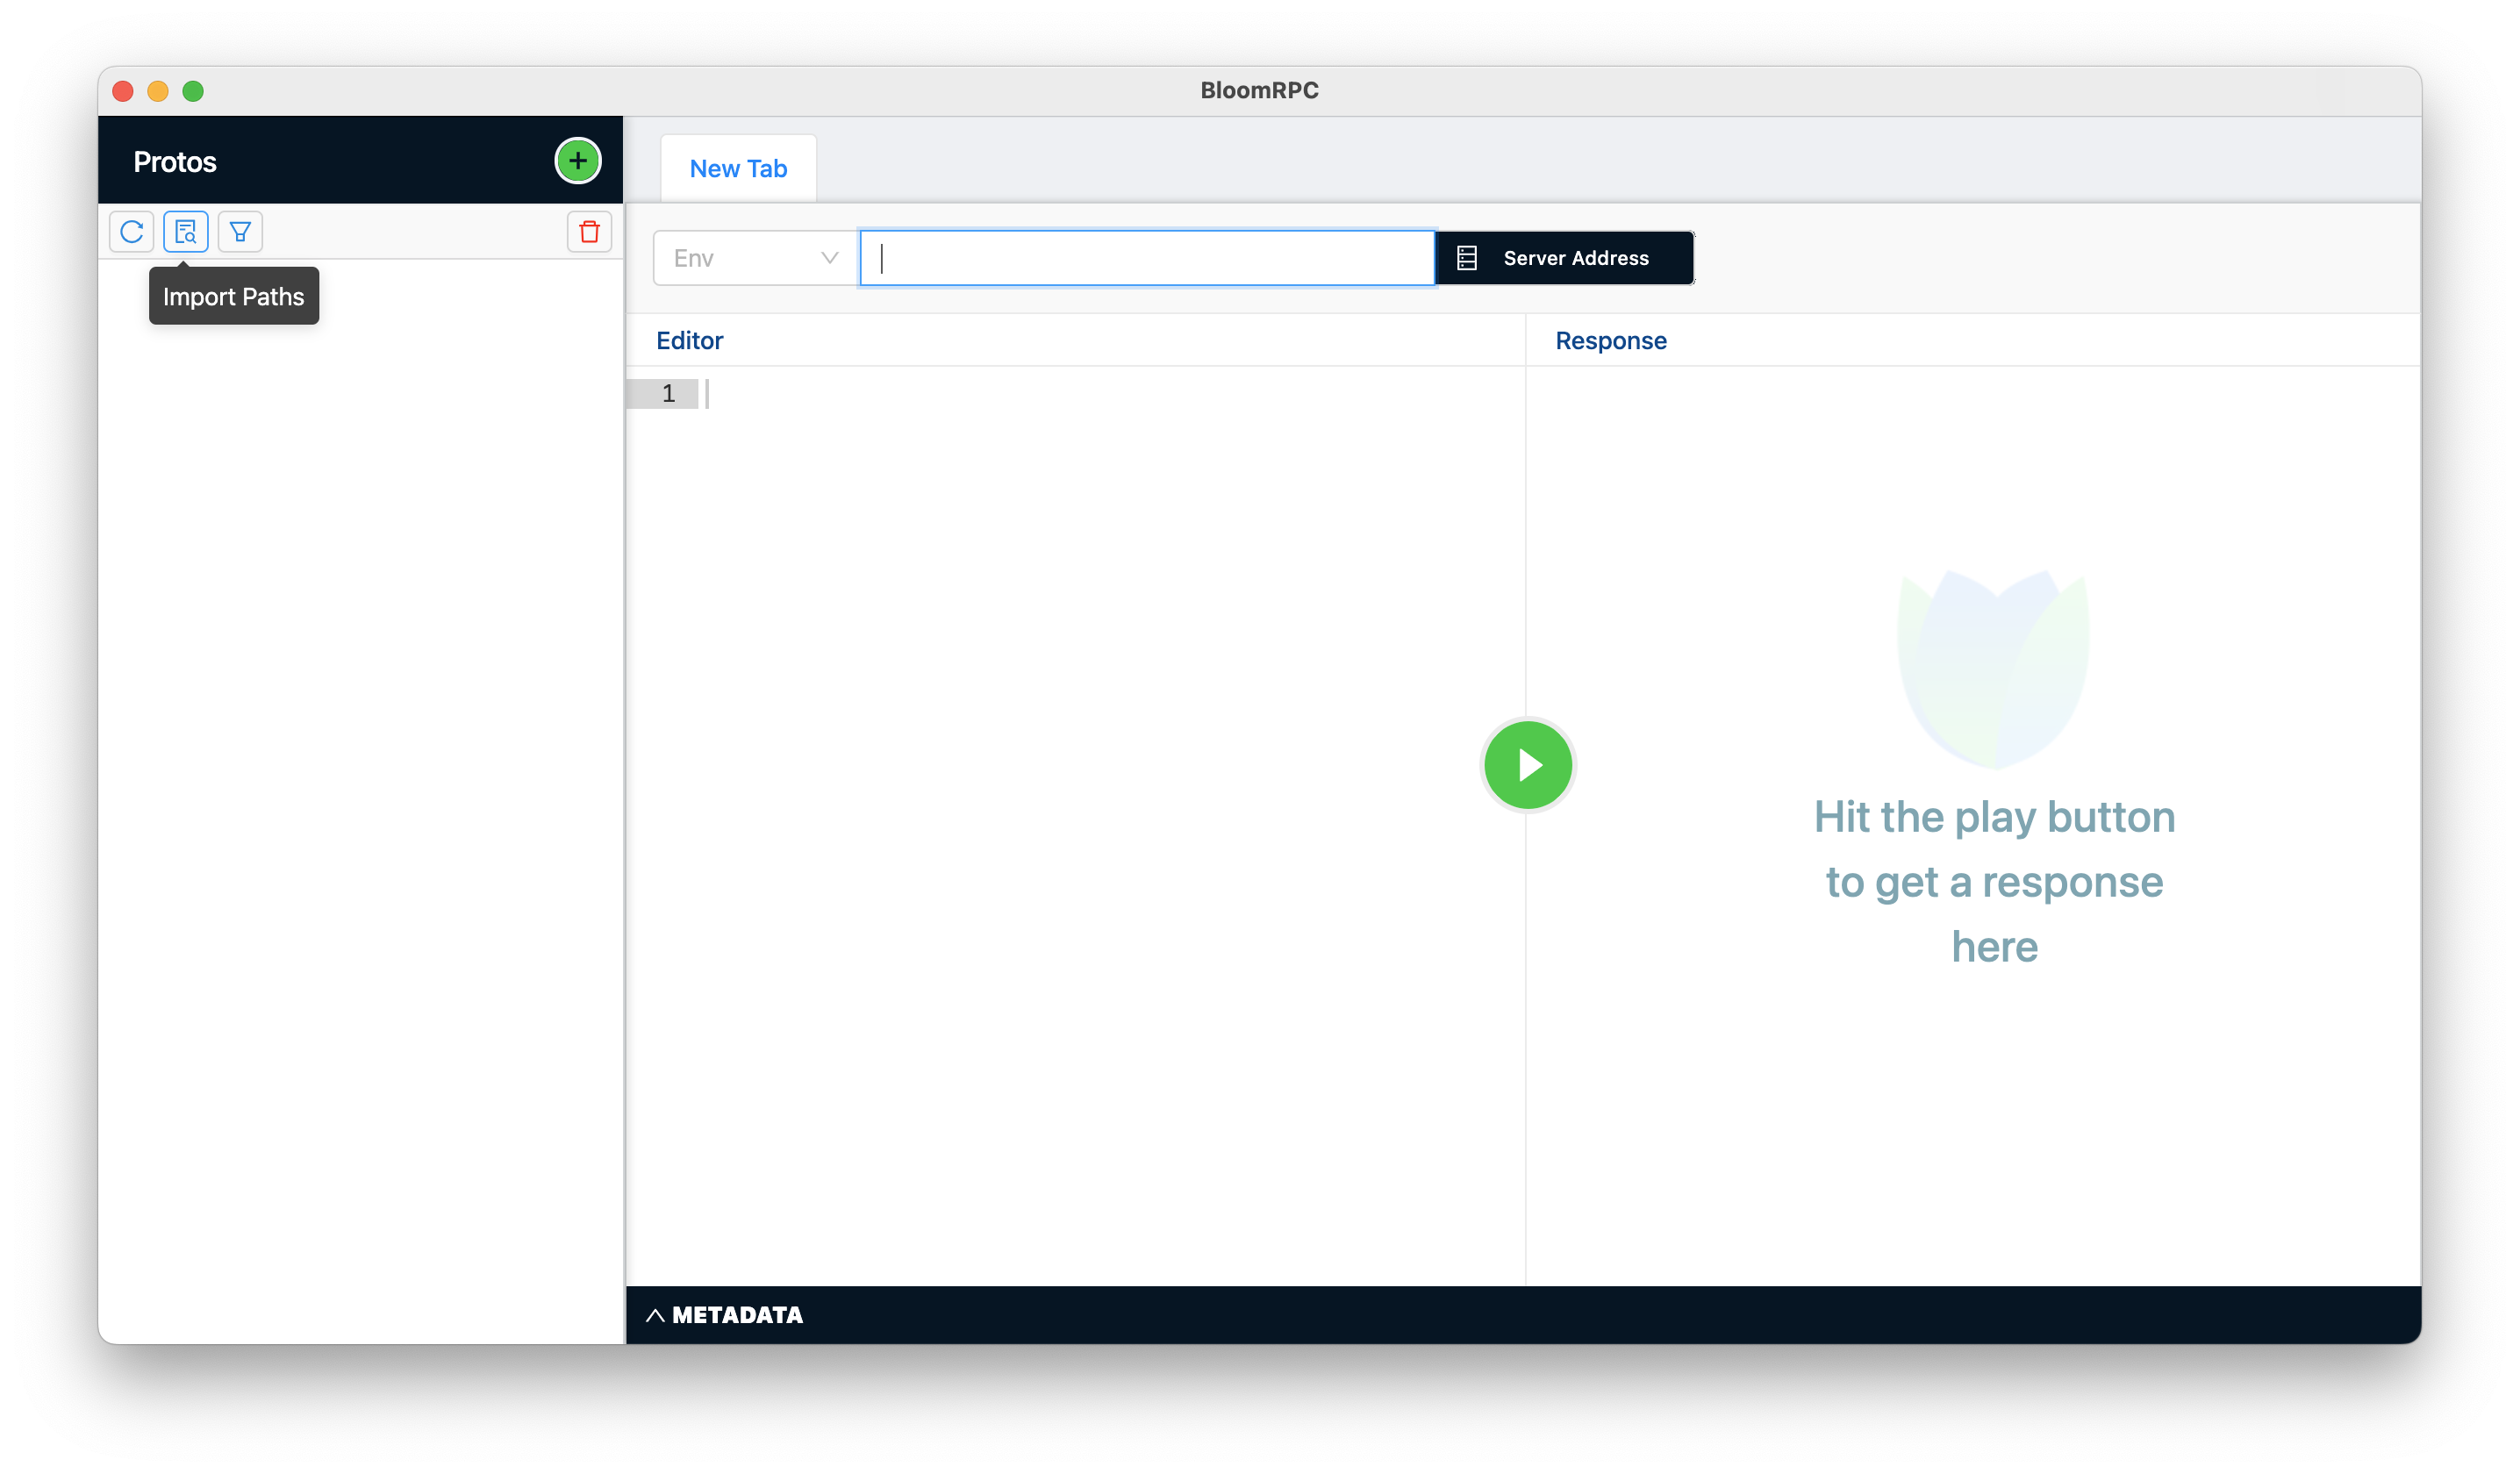 BloomRPC
Protos
New Tab
Import Paths
Env
Server Address
Editor
Response
1
Hit the play button
to get a response
here
METADATA